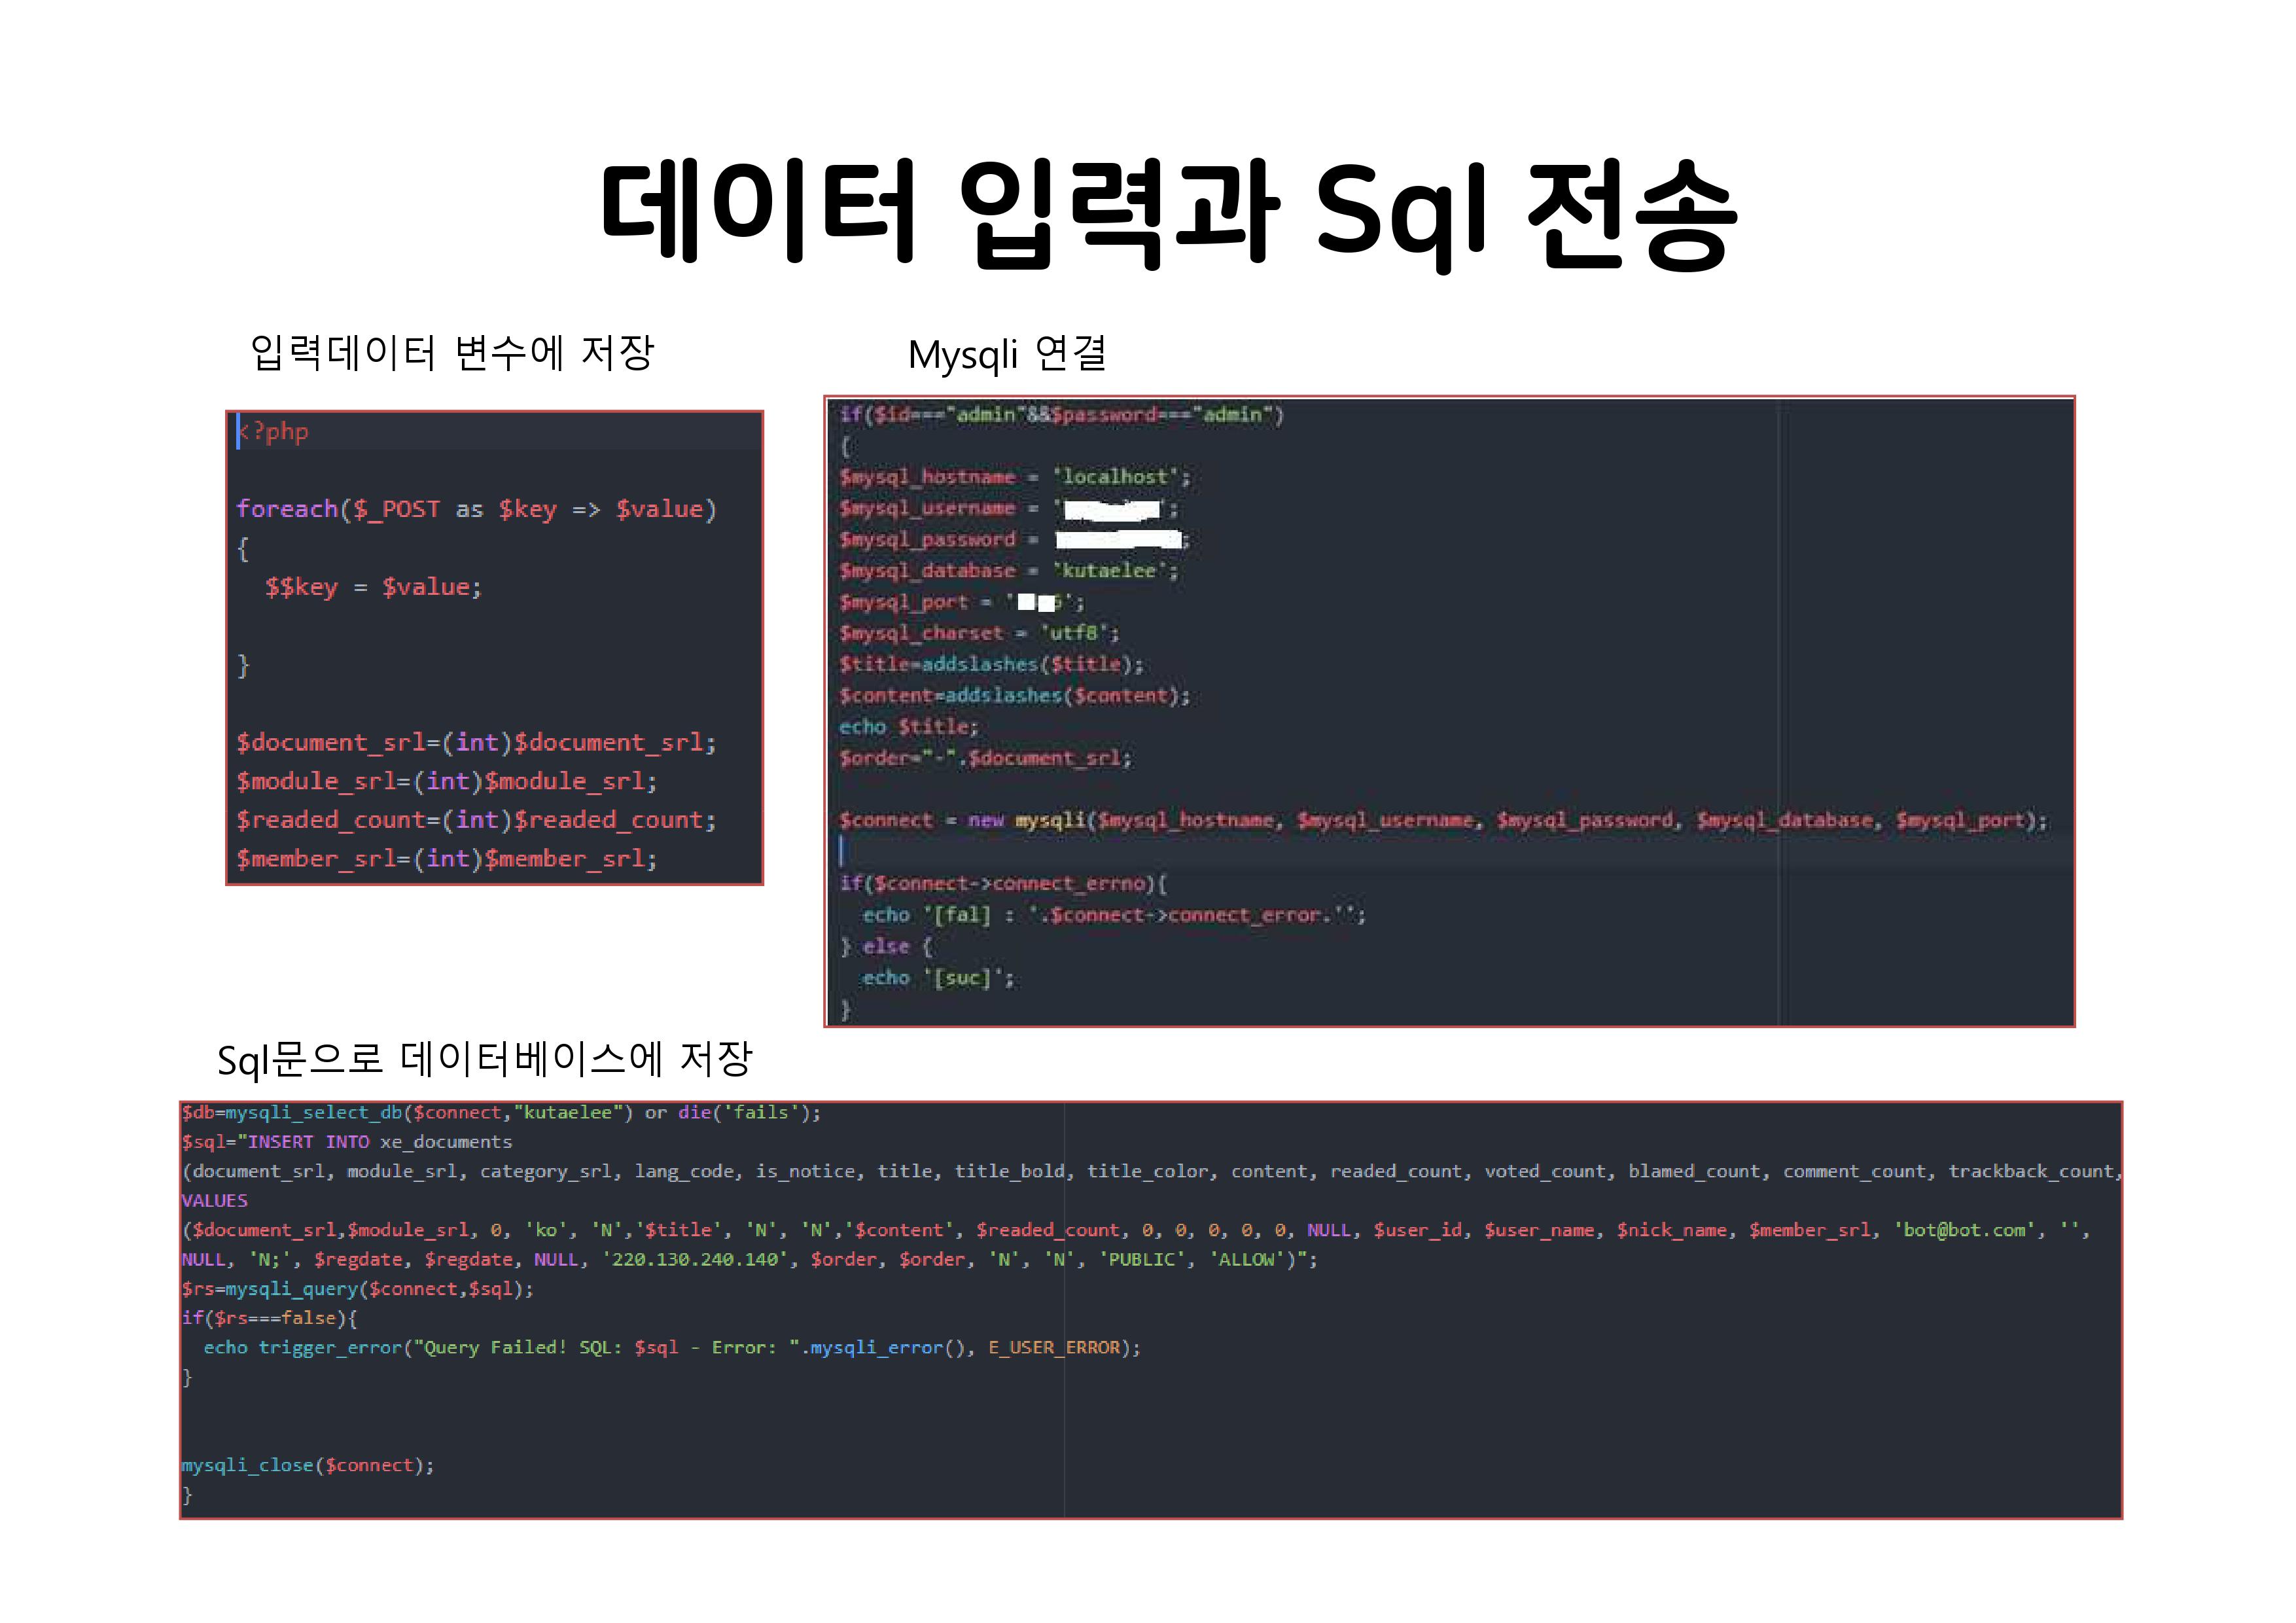 데이터 입력과 Sql 전송
입력데이터 변수에 저장
<?php
foreach($_POST as $key => $value)
{
$$key = $value;
}
$document_srl=(int)$document_srl;
$module_srl=(int)$module_srl;
$readed_count=(int)$readed_count;
$member_srl=(int)$member_srl;
Mysqli 연결
if($id==="admin"&&$password==="admin")
{
$mysql_hostname = 'localhost';
$mysql_username = ' ';
$mysql_password = ;
$mysql_database = 'kutaelee';
$mysql_port = ' ';
$mysql_charset = 'utf8';
$title=addslashes($title);
$content=addslashes($content);
echo $title;
$order="-".$document_srl;
$connect = new mysqli($mysql_hostname, $mysql_username, $mysql_password, $mysql_database, $mysql_port);
if($connect->connect_errno){
echo '[fal] : '.$connect->connect_error.'';
} else {
echo '[suc]';
}
Sql문으로 데이터베이스에 저장
$db=mysqli_select_db($connect,"kutaelee") or die('fails');
$sql="INSERT INTO xe_documents
(document_srl, module_srl, category_srl, lang_code, is_notice, title, title_bold, title_color, content, readed_count, voted_count, blamed_count, comment_count, trackback_count,
VALUES
($document_srl,$module_srl, 0, 'ko', 'N','$title', 'N', 'N','$content', $readed_count, 0, 0, 0, 0, 0, NULL, $user_id, $user_name, $nick_name, $member_srl, 'bot@bot.com', '',
NULL, 'N;', $regdate, $regdate, NULL, '220.130.240.140', $order, $order, 'N', 'N', 'PUBLIC', 'ALLOW')";
$rs=mysqli_query($connect,$sql);
if($rs===false){
echo trigger_error("Query Failed! SQL: $sql - Error: ".mysqli_error(), E_USER_ERROR);
}
mysqli_close($connect);
}